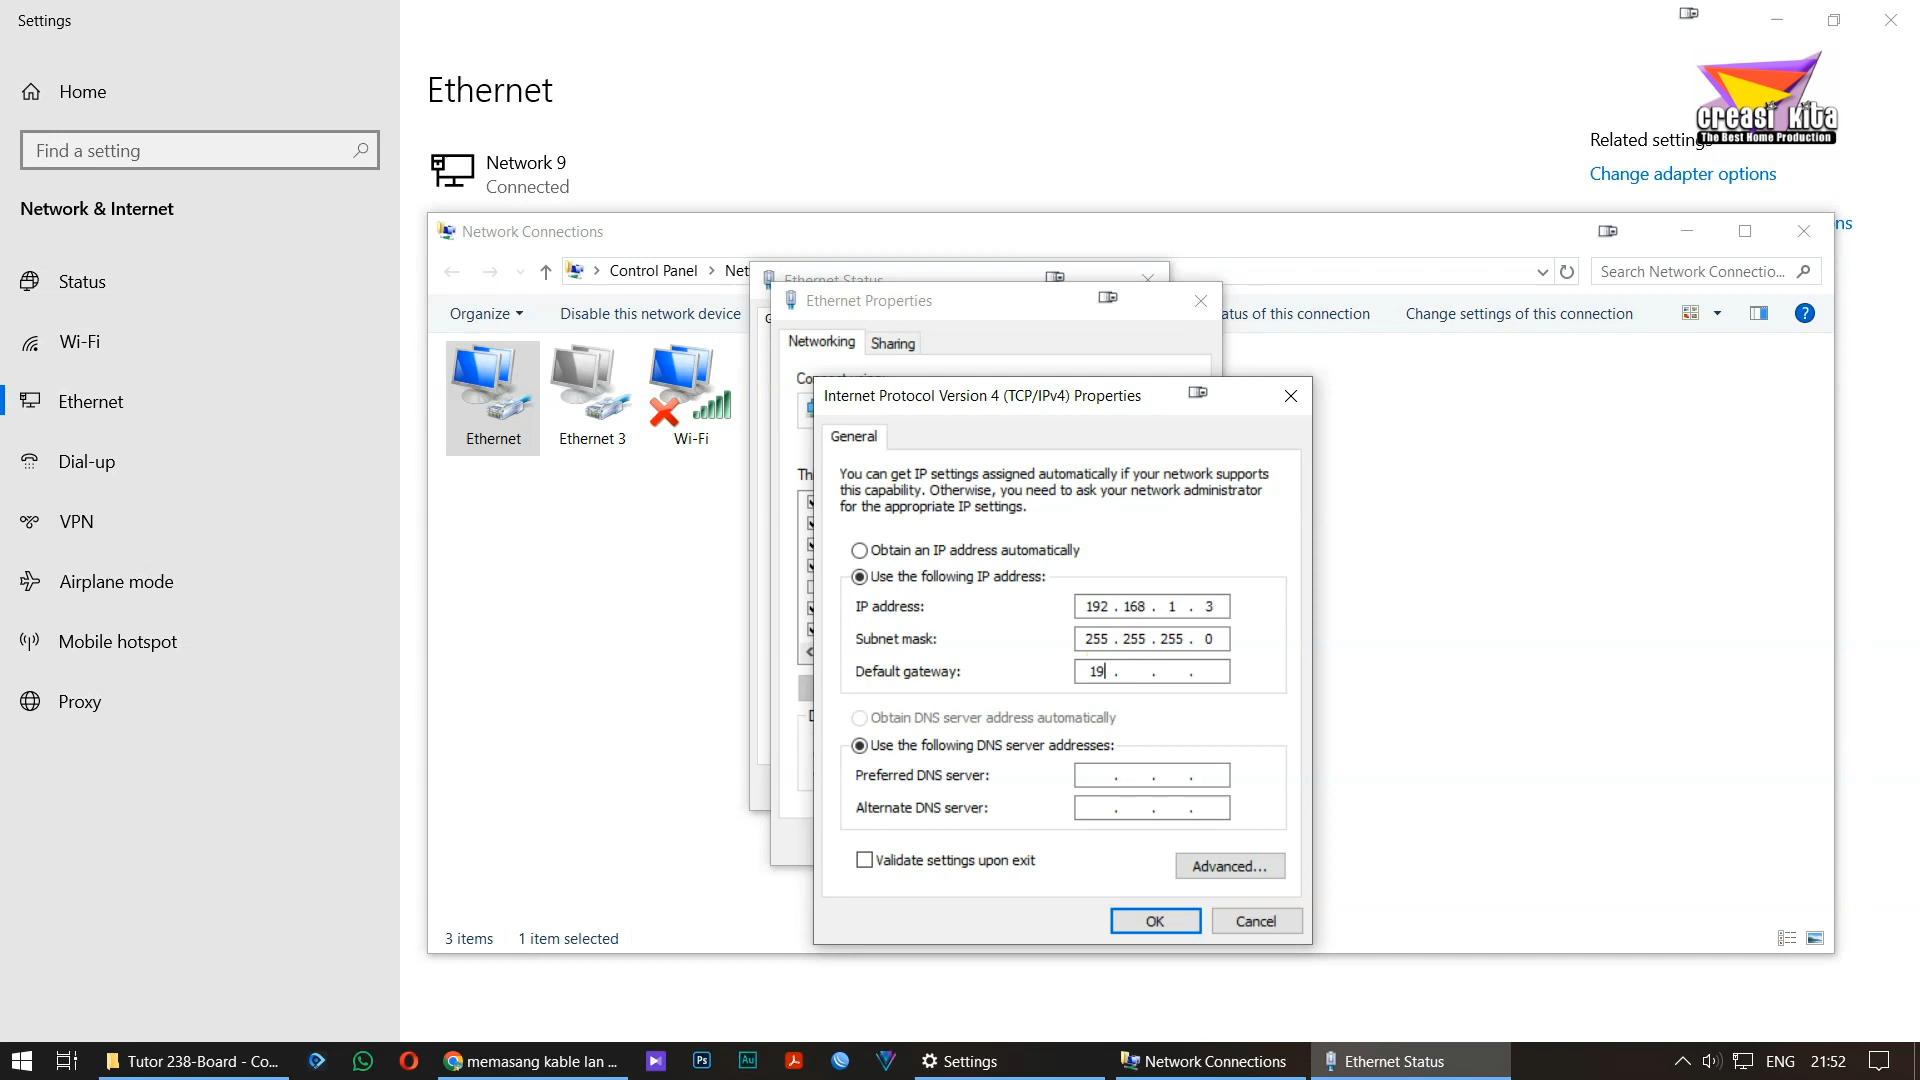 Settings
Home
Find a setting
Network & Internet
Status
Wi-Fi
Ethernet
Dial-up
VPN
Airplane mode
Mobile hotspot
Proxy
Ethernet
Network 9
Connected
creasi kita
The Best Home Production
Related settings
Change adapter options
Network Connections
Control Panel
Search Network Connectio...
Organize
Disable this network device
Change settings of this connection
Ethernet
Ethernet 3
Wi-Fi
3 items
1 item selected
Ethernet Status
Ethernet Properties
Networking
Sharing
Internet Protocol Version 4 (TCP/IPv4) Properties
General
You can get IP settings assigned automatically if your network supports
this capability. Otherwise, you need to ask your network administrator
for the appropriate IP settings.
Obtain an IP address automatically
Use the following IP address:
IP address: 192 . 168 . 1 . 3
Subnet mask: 255 . 255 . 255 . 0
Default gateway: 19 . . .
Obtain DNS server address automatically
Use the following DNS server addresses:
Preferred DNS server: . . .
Alternate DNS server: . . .
Validate settings upon exit
Advanced...
OK
Cancel
Tutor 238-Board - Co...
memasang kable lan ...
Ps
Au
Settings
Network Connections
Ethernet Status
ENG
21:52